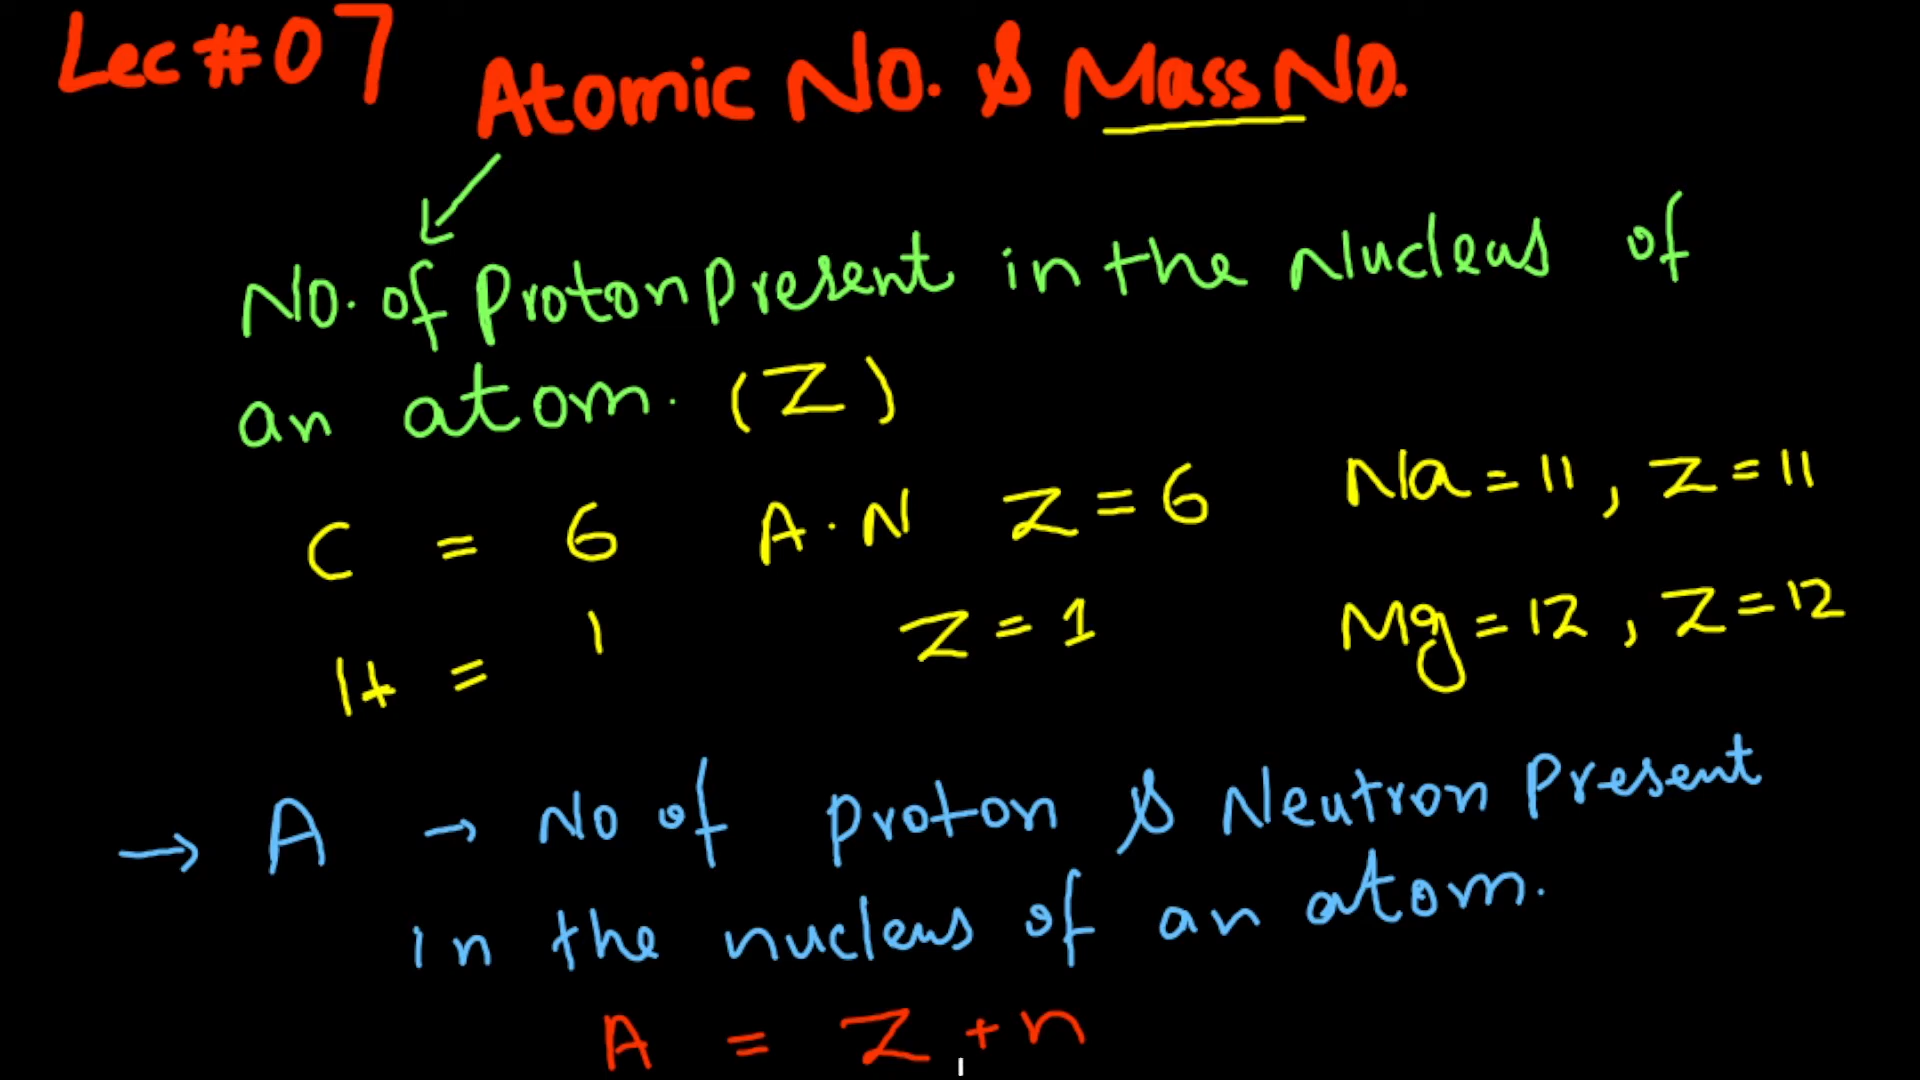 Lec #07
Atomic No. & Mass No.
No. of Proton Present in the Nucleus of
an atom. (Z)
C = 6 A.N Z = 6
Na = 11, Z = 11
H = 1 Z = 1
Mg = 12, Z = 12
→ A → No of Proton & Neutron Present
in the nucleus of an atom.
A = Z + n